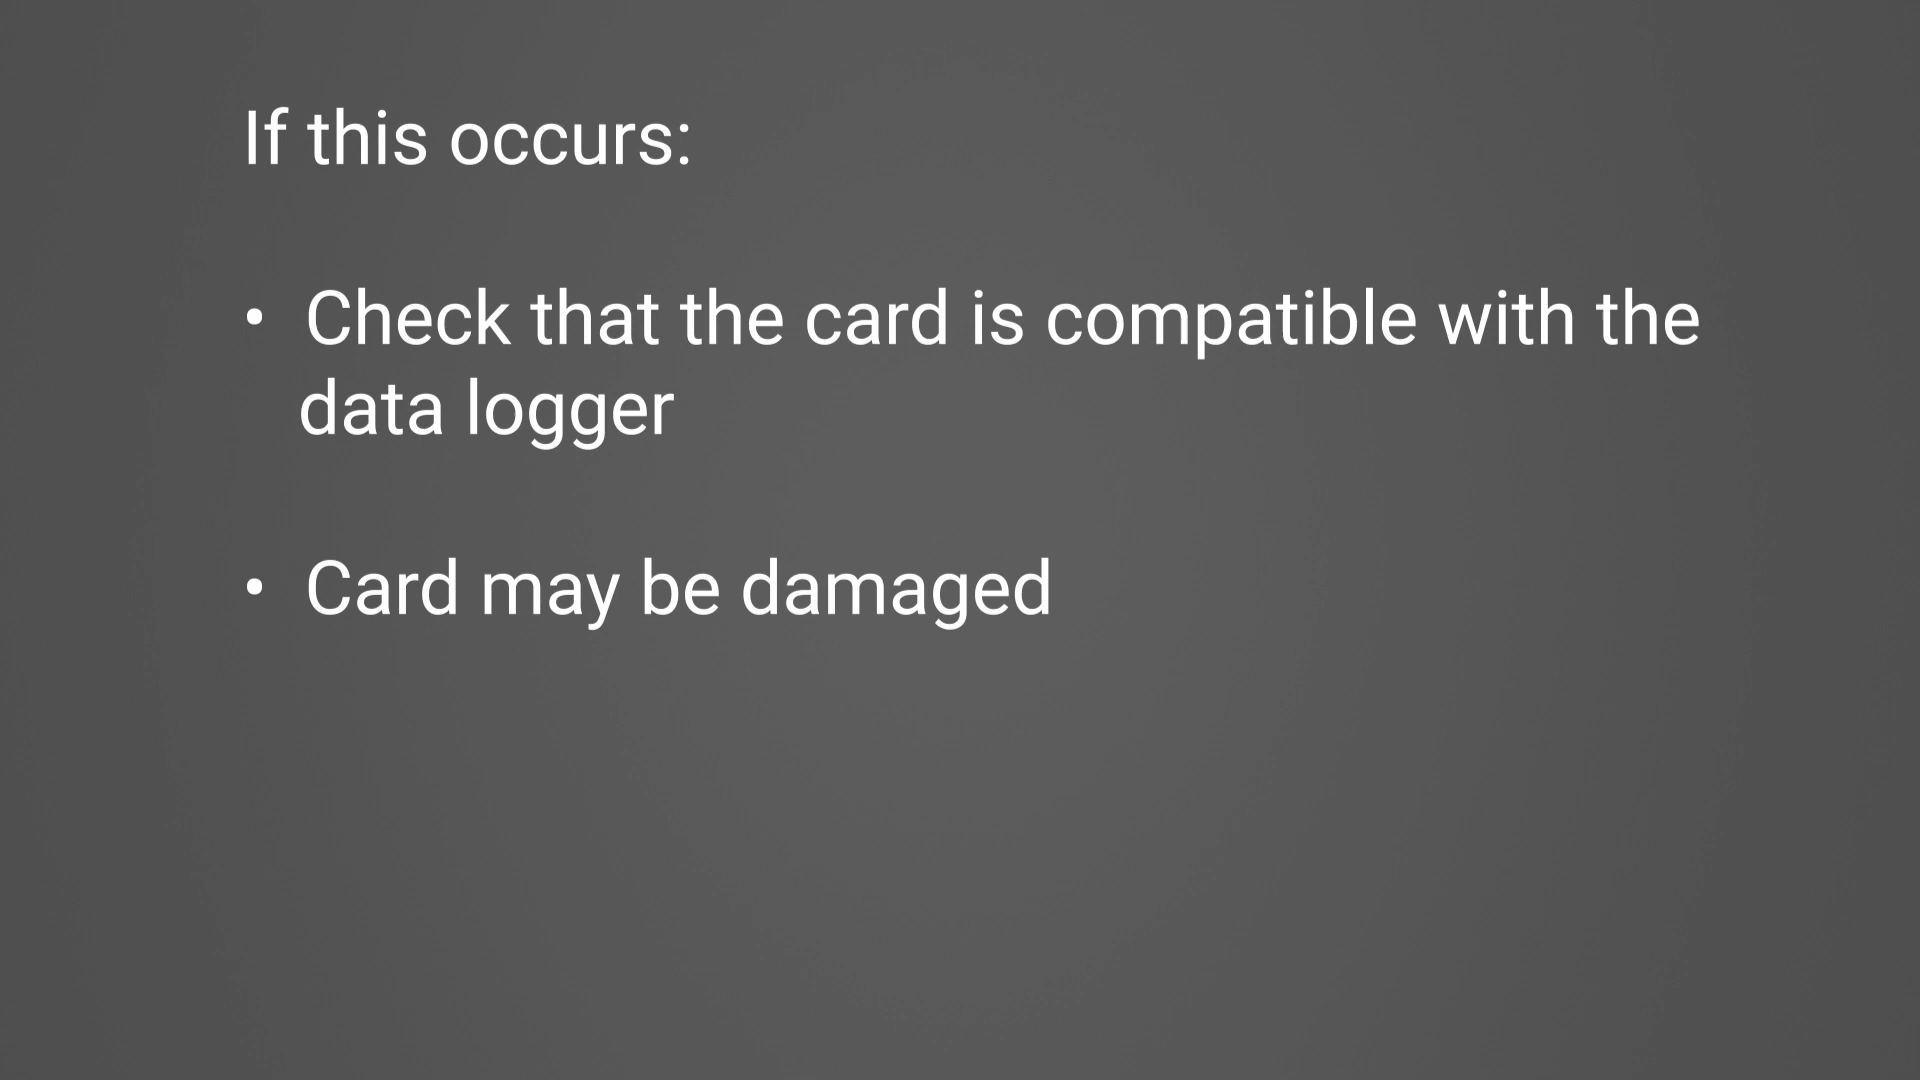 If this occurs:
• Check that the card is compatible with the
data logger
• Card may be damaged